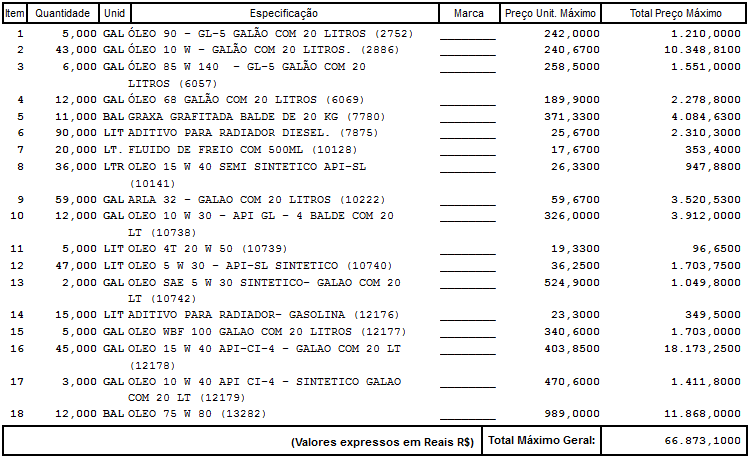 Item Quantidade Unid Especificação Marca Preço Unit. Máximo Total Preço Máximo
1 5,000 GAL ÓLEO 90 - GL-5 GALÃO COM 20 LITROS (2752) 242,0000 1.210,0000
2 43,000 GAL ÓLEO 10 W - GALÃO COM 20 LITROS. (2886) 240,6700 10.348,8100
3 6,000 GAL ÓLEO 85 W 140 - GL-5 GALÃO COM 20 258,5000 1.551,0000
LITROS (6057)
4 12,000 GAL ÓLEO 68 GALÃO COM 20 LITROS (6069) 189,9000 2.278,8000
5 11,000 BAL GRAXA GRAFITADA BALDE DE 20 KG (7780) 371,3300 4.084,6300
6 90,000 LIT ADITIVO PARA RADIADOR DIESEL. (7875) 25,6700 2.310,3000
7 20,000 LT. FLUIDO DE FREIO COM 500ML (10128) 17,6700 353,4000
8 36,000 LTR OLEO 15 W 40 SEMI SINTETICO API-SL 26,3300 947,8800
(10141)
9 59,000 GAL ARLA 32 - GALAO COM 20 LITROS (10222) 59,6700 3.520,5300
10 12,000 GAL OLEO 10 W 30 - API GL - 4 BALDE COM 20 326,0000 3.912,0000
LT (10738)
11 5,000 LIT OLEO 4T 20 W 50 (10739) 19,3300 96,6500
12 47,000 LIT OLEO 5 W 30 - API-SL SINTETICO (10740) 36,2500 1.703,7500
13 2,000 GAL OLEO SAE 5 W 30 SINTETICO- GALAO COM 20 524,9000 1.049,8000
LT (10742)
14 15,000 LIT ADITIVO PARA RADIADOR- GASOLINA (12176) 23,3000 349,5000
15 5,000 GAL OLEO WBF 100 GALAO COM 20 LITROS (12177) 340,6000 1.703,0000
16 45,000 GAL OLEO 15 W 40 API-CI-4 - GALAO COM 20 LT 403,8500 18.173,2500
(12178)
17 3,000 GAL OLEO 10 W 40 API CI-4 - SINTETICO GALAO 470,6000 1.411,8000
COM 20 LT (12179)
18 12,000 BAL OLEO 75 W 80 (13282) 989,0000 11.868,0000
(Valores expressos em Reais R$) Total Máximo Geral: 66.873,1000